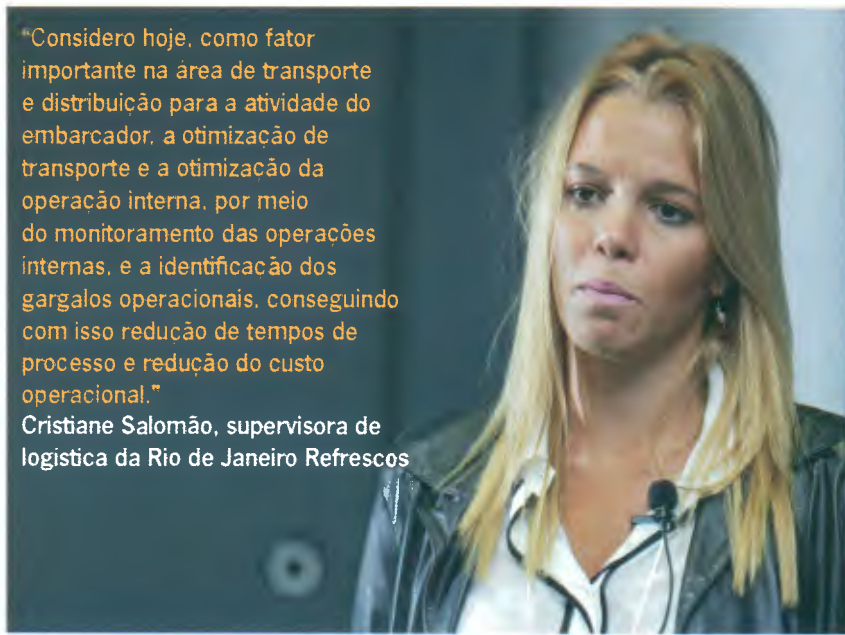 "Considero hoje, como fator
importante na área de transporte
e distribuição para a atividade do
embarcador, a otimização de
transporte e a otimização da
operação interna, por meio
do monitoramento das operações
internas, e a identificação dos
gargalos operacionais, conseguindo
com isso redução de tempos de
processo e redução do custo
operacional."
Cristiane Salomão, supervisora de
logística da Rio de Janeiro Refrescos